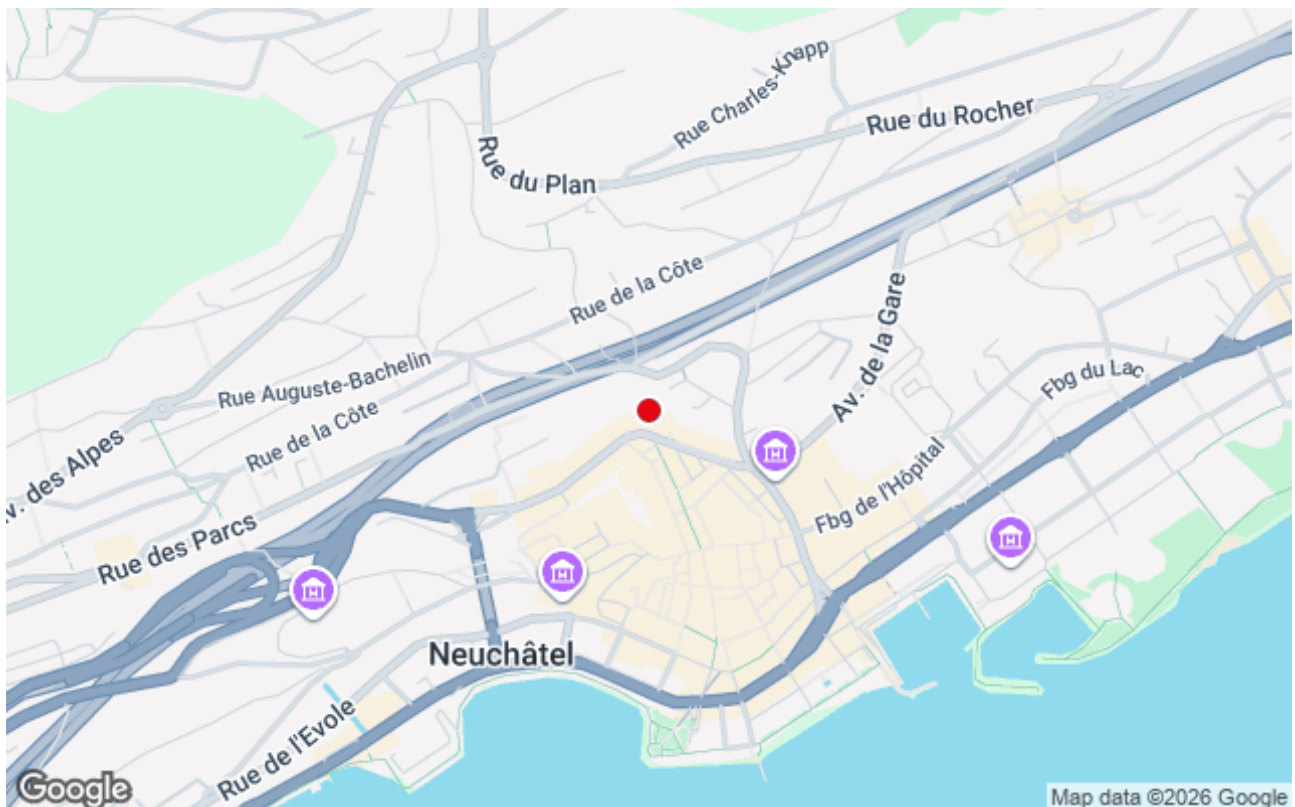 Rue Charles-Knapp
Rue du Rocher
Rue du Plan
Rue de la Côte
Av. de la Gare
Rue Auguste-Bachelin
Fbg du Lac
Rue de la Côte
v. des Alpes
Fbg de l'Hôpital
Rue des Parcs
Neuchâtel
Rue de l'Evole
Google
Map data ©2026 Google